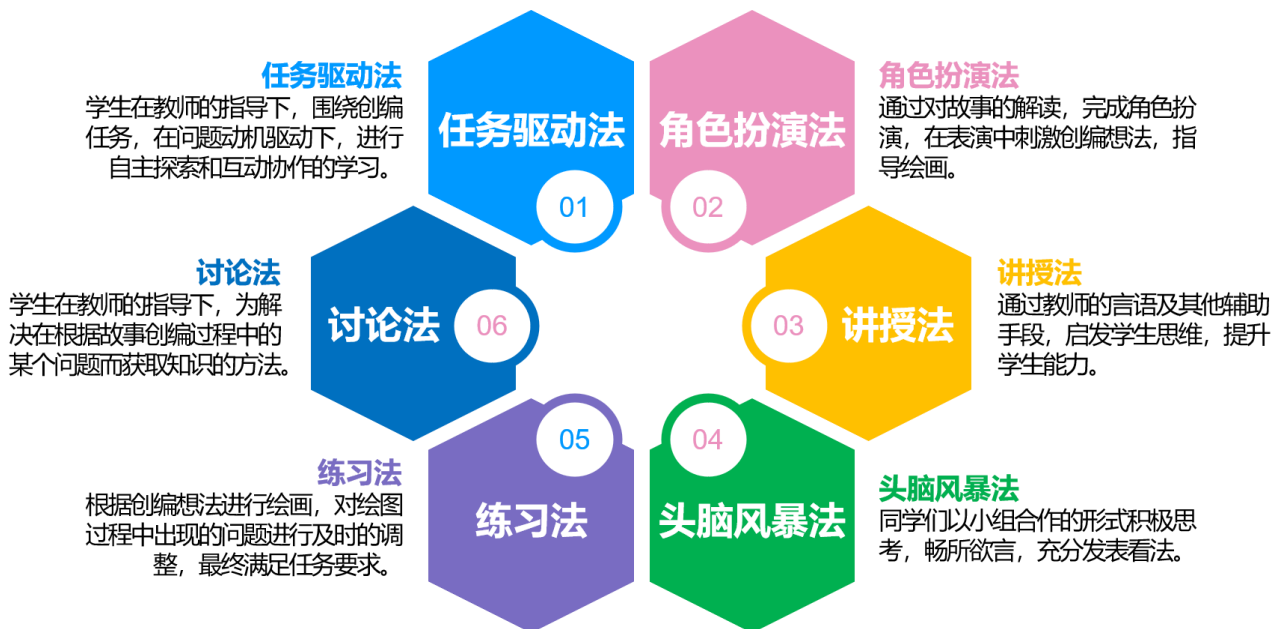 任务驱动法
学生在教师的指导下，围绕创编
任务，在问题动机驱动下，进行
自主探索和互动协作的学习。
任务驱动法
01
角色扮演法
02
角色扮演法
通过对故事的解读，完成角色扮
演，在表演中刺激创编想法，指
导绘画。
讲授法
03
讲授法
通过教师的言语及其他辅助
手段，启发学生思维，提升
学生能力。
头脑风暴法
04
头脑风暴法
同学们以小组合作的形式积极思
考，畅所欲言，充分发表看法。
练习法
根据创编想法进行绘画，对绘图
过程中出现的问题进行及时的调
整，最终满足任务要求。
05
练习法
讨论法
学生在教师的指导下，为解
决在根据故事创编过程中的
某个问题而获取知识的方法。
讨论法
06